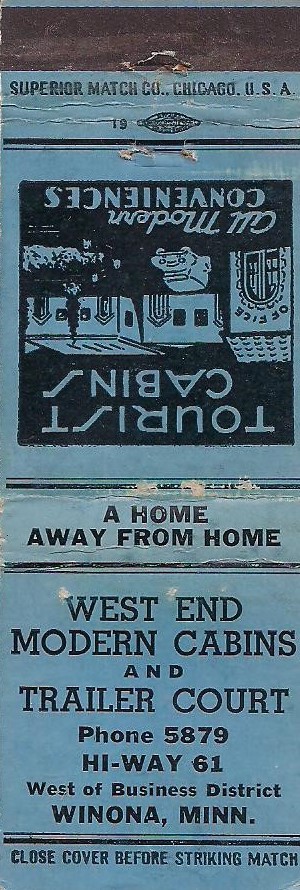 SUPERIOR MATCH CO., CHICAGO, U.S.A.
19
TOURIST
CABINS
OFFICE
All Modern
CONVENIENCES
A HOME
AWAY FROM HOME
WEST END
MODERN CABINS
AND
TRAILER COURT
Phone 5879
HI-WAY 61
West of Business District
WINONA, MINN.
CLOSE COVER BEFORE STRIKING MATCH